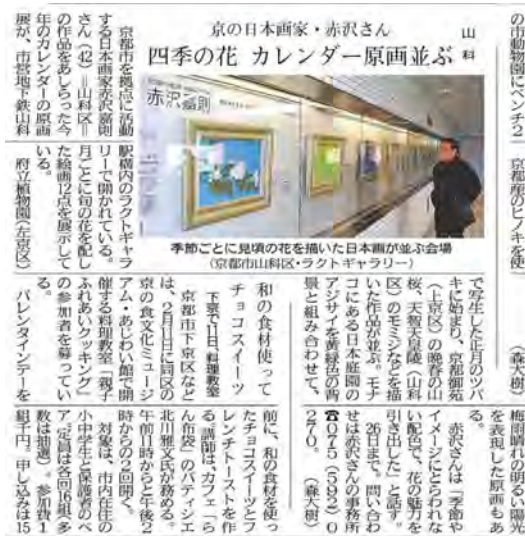 山科
京の日本画家・赤沢さん
四季の花 カレンダー原画並ぶ
赤沢嘉則
季節ごとに見頃の花を描いた日本画が並ぶ会場
(京都市山科区・ラクトギャラリー)
京都市を拠点に活動
する日本画家赤沢嘉則
さん(42)=山科区=
の作品をあしらった今
年のカレンダーの原画
展が、市営地下鉄山科
駅構内のラクトギャラ
リーで開かれている。
月ごとに旬の花を配し
た絵画12点を展示して
いる。
府立植物園(左京区)
で写生した正月のツバ
キに始まり、京都御苑
(上京区)の晩春の山
桜、天智天皇陵(山科
区)のモミジなどを描
いた作品が並ぶ。モナ
コにある日本庭園の
アジサイを黄緑色の背
景と組み合わせて、
梅雨晴れの明るい陽光
を表現した原画もあ
る。
赤沢さんは「季節や
イメージにとらわれな
い配色で、花の魅力を
引き出した」と話す。
26日まで。問い合わ
せは赤沢さんの事務所
☎075(592)0
270。 (森大樹)
和の食材使って
チョコスイーツ
下京で11日、料理教室
京都市下京区など
は、2月11日に同区の
京の食文化ミュージ
アム・あじわい館で開
催する料理教室「親子
ふれあいクッキング」
の参加者を募ってい
る。
バレンタインデーを
前に、和の食材を使っ
たチョコスイーツとフ
レンチトーストを作
る。講師は、カフェ「ら
ん布袋」のパティシエ
北川雅文氏が務める。
午前11時からと午後2
時からの2回開く。
対象は、市内在住の
小中学生と保護者のペ
ア。定員は各回16組(多
数は抽選)。参加費1
組千円。申し込みは15
の市動物園にベンチ2
京都産のヒノキを使
(森大樹)